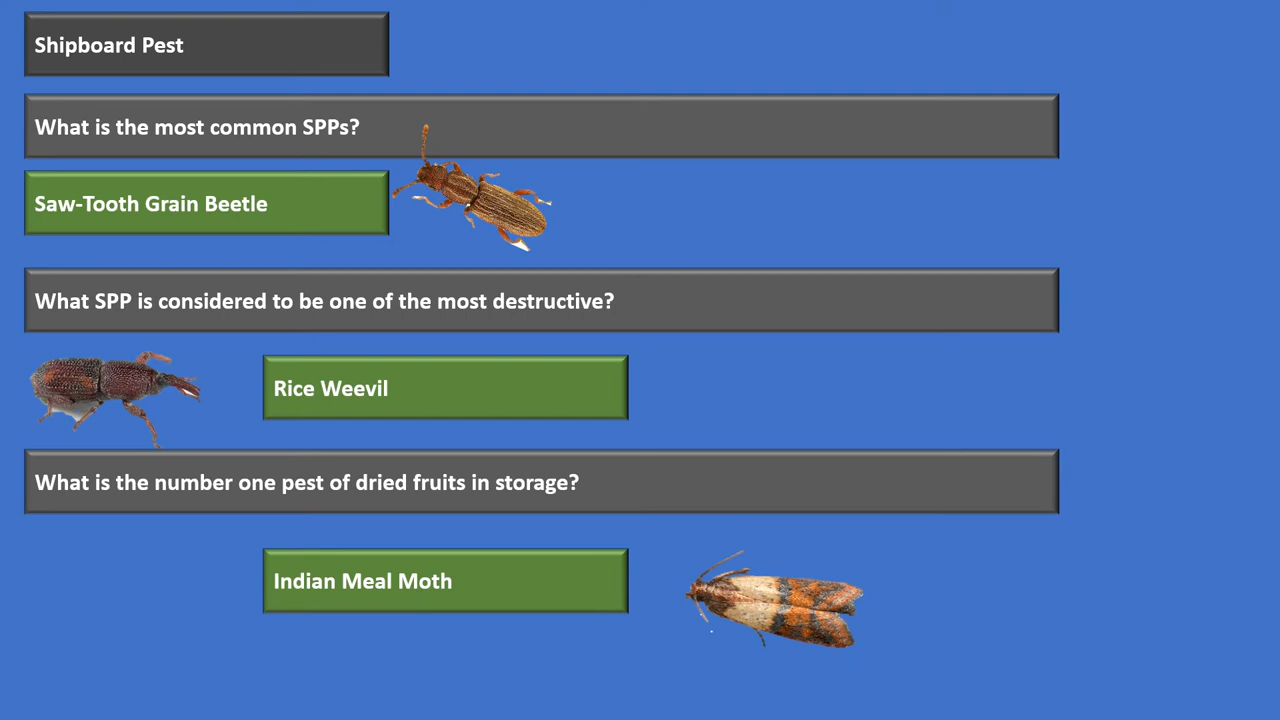 Shipboard Pest
What is the most common SPPs?
Saw-Tooth Grain Beetle
What SPP is considered to be one of the most destructive?
Rice Weevil
What is the number one pest of dried fruits in storage?
Indian Meal Moth